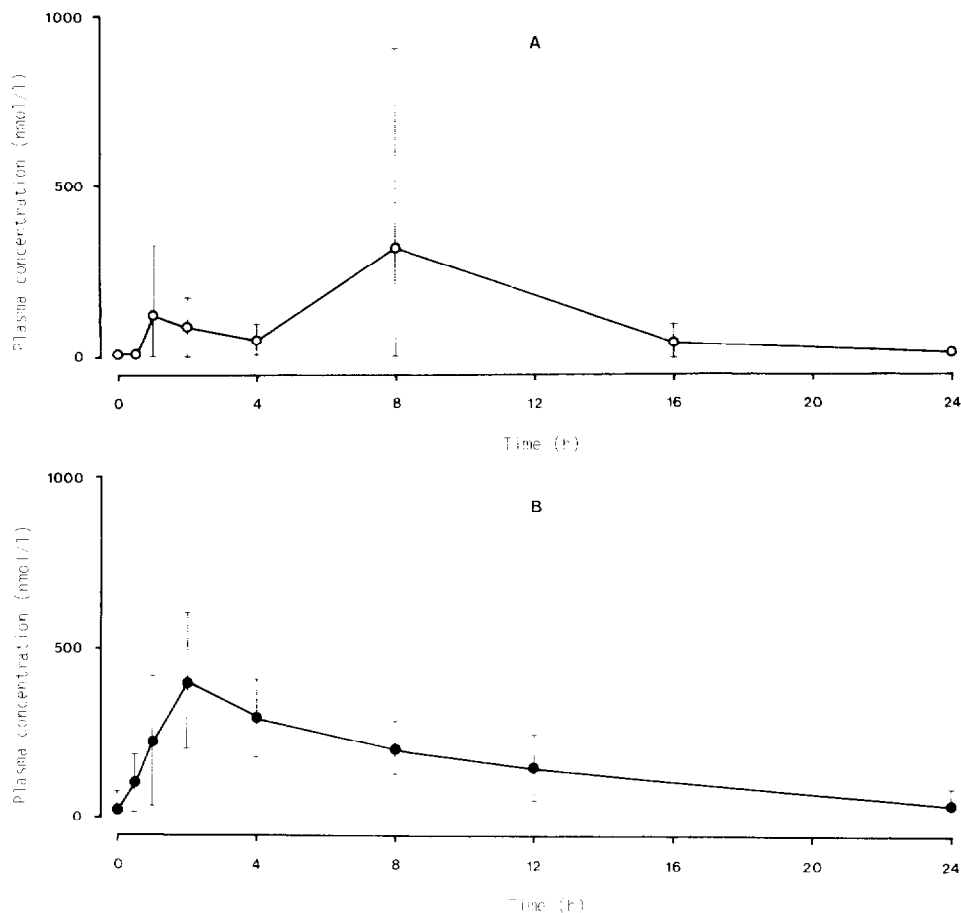 1000
A
Plasma concentration (nmol/l)
500
0
0 4 8 12 16 20 24
Time (h)
1000
B
Plasma concentration (nmol/l)
500
0
0 4 8 12 16 20 24
Time (h)